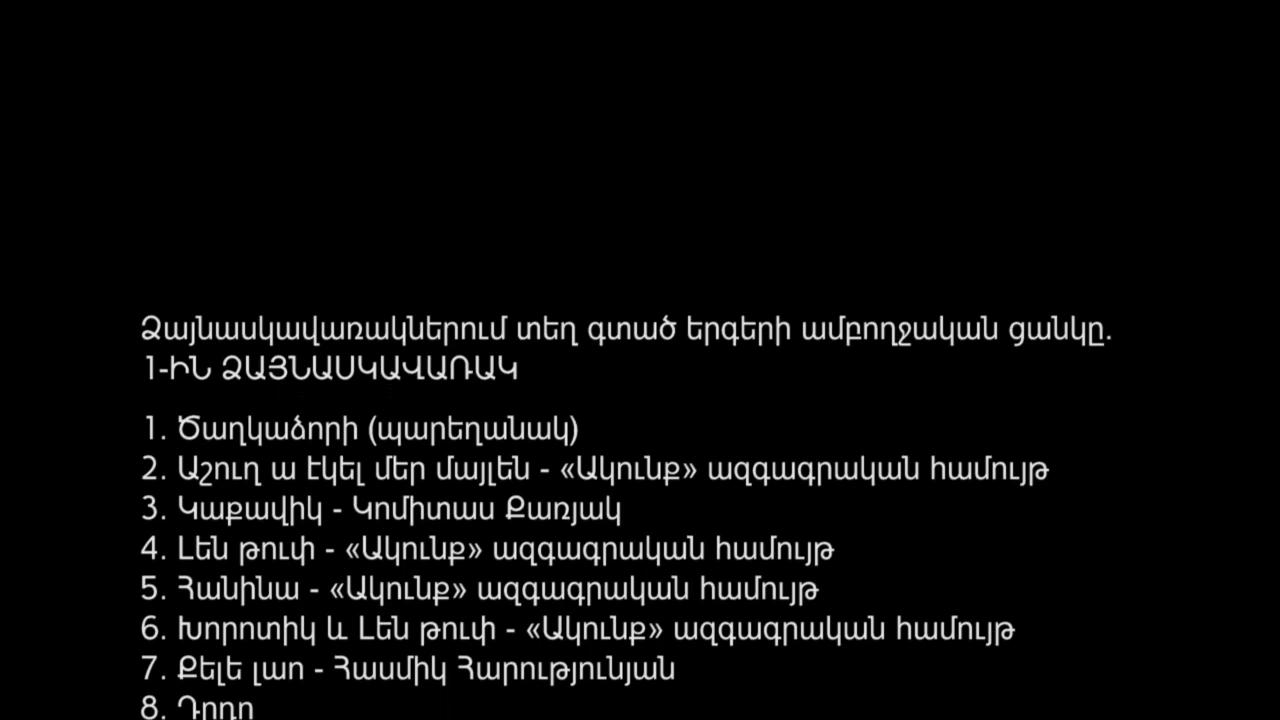 Ձայնասկավառակներում տեղ գտած երգերի ամբողջական ցանկը.
1-ԻՆ ՁԱՅՆԱՍԿԱՎԱՌԱԿ
1. Ծաղկաձորի (պարեղանակ)
2. Աշուղ ա էկել մեր մայլեն - «Ակունք» ազգագրական համույթ
3. Կաքավիկ - Կոմիտաս Քառյակ
4. Լեն թուփ - «Ակունք» ազգագրական համույթ
5. Հանինա - «Ակունք» ազգագրական համույթ
6. Խորոտիկ և Լեն թուփ - «Ակունք» ազգագրական համույթ
7. Քելե լաո - Հասմիկ Հարությունյան
8. Դրդո